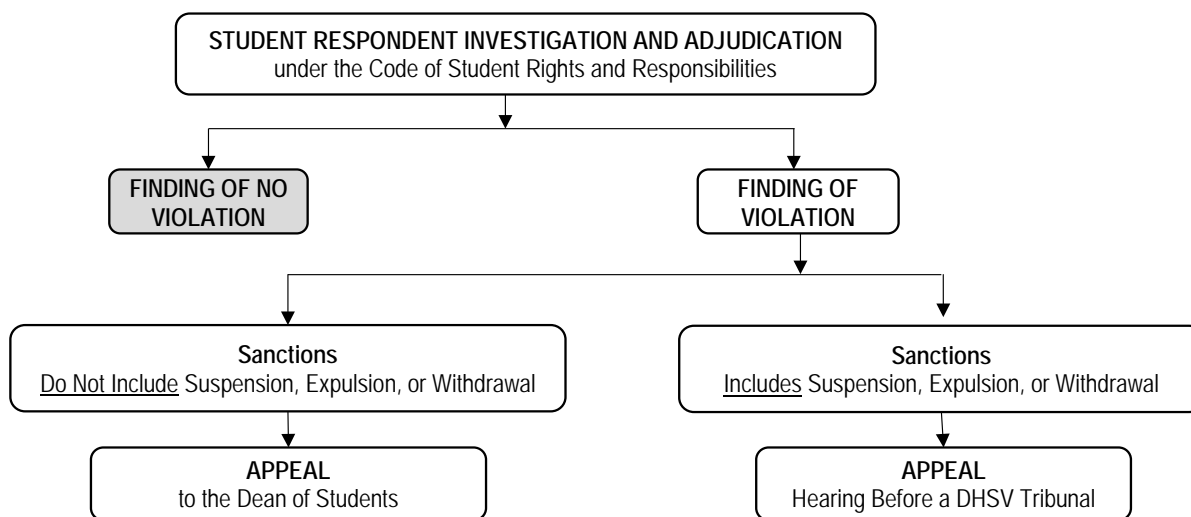 STUDENT RESPONDENT INVESTIGATION AND ADJUDICATION
under the Code of Student Rights and Responsibilities
FINDING OF NO
VIOLATION
FINDING OF
VIOLATION
Sanctions
Do Not Include Suspension, Expulsion, or Withdrawal
Sanctions
Includes Suspension, Expulsion, or Withdrawal
APPEAL
to the Dean of Students
APPEAL
Hearing Before a DHSV Tribunal